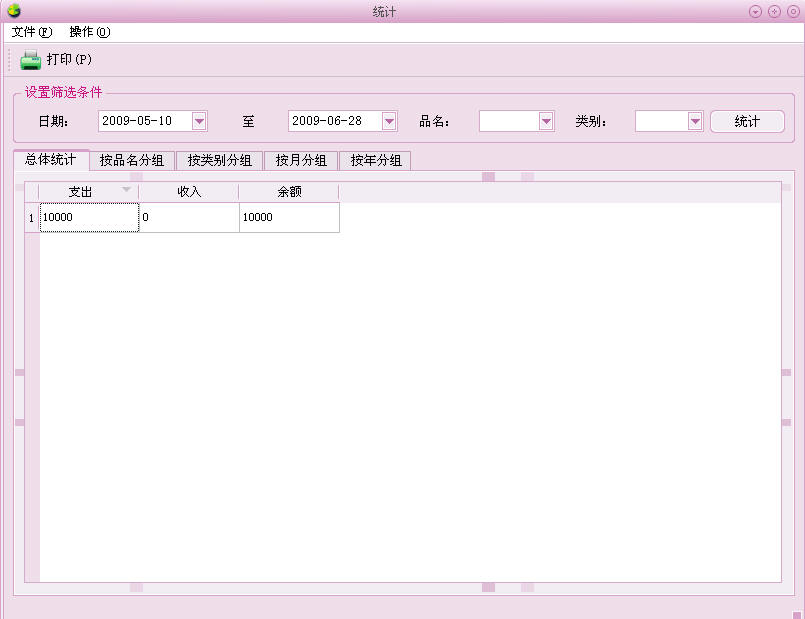 统计
文件(F) 操作(O)
打印(P)
设置筛选条件
日期: 2009-05-10 至 2009-06-28 品名: 类别: 统计
总体统计 按品名分组 按类别分组 按月分组 按年分组
支出 收入 余额
1 10000 0 10000